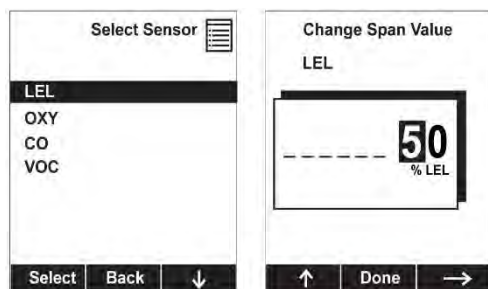 Select Sensor
LEL
OXY
CO
VOC
Select Back ↓
Change Span Value
LEL
_ _ _ _ _ _ 50
% LEL
↑ Done →